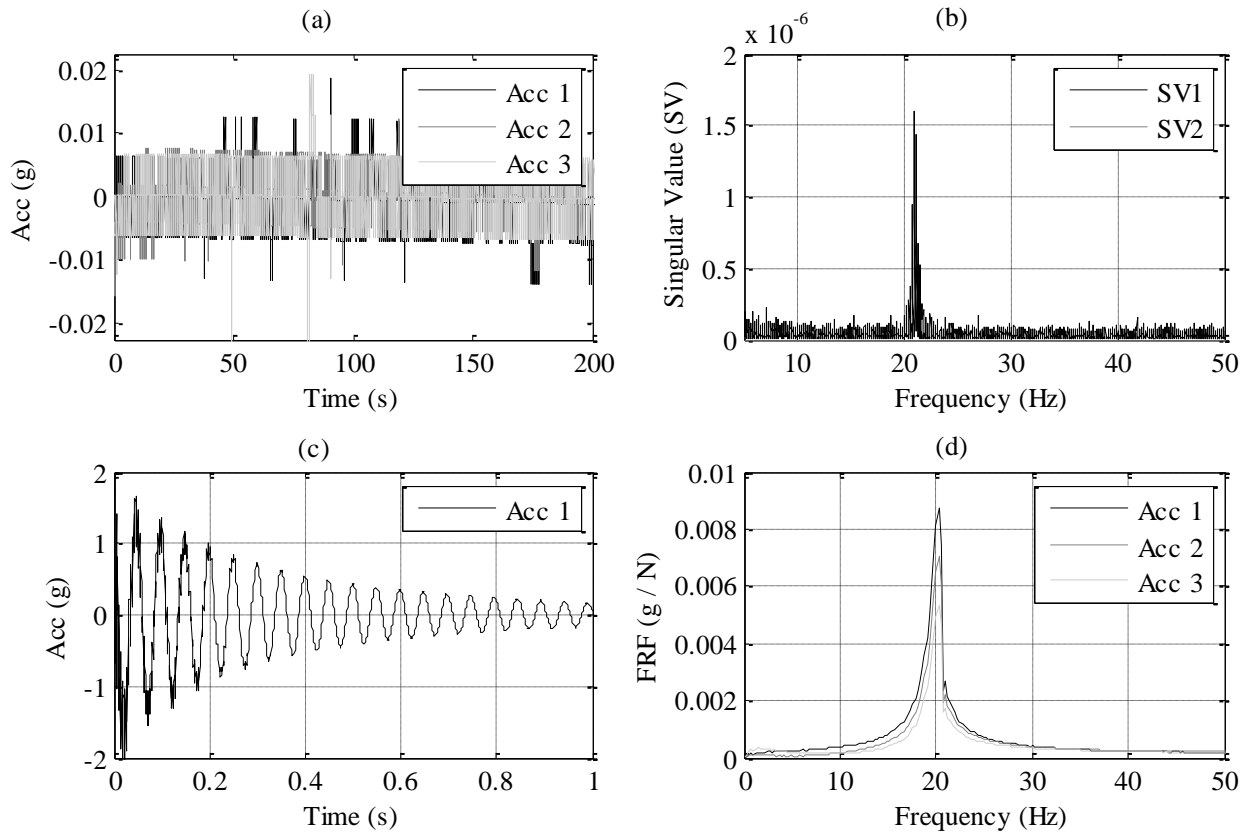 (a)
Acc (g)
0.02
0.01
0
-0.01
-0.02
Acc 1
Acc 2
Acc 3
0 50 100 150 200
Time (s)
(b)
x 10-6
Singular Value (SV)
2
1.5
1
0.5
0
SV1
SV2
10 20 30 40 50
Frequency (Hz)
(c)
Acc (g)
2
1
0
-1
-2
Acc 1
0 0.2 0.4 0.6 0.8 1
Time (s)
(d)
FRF (g / N)
0.01
0.008
0.006
0.004
0.002
0
Acc 1
Acc 2
Acc 3
0 10 20 30 40 50
Frequency (Hz)